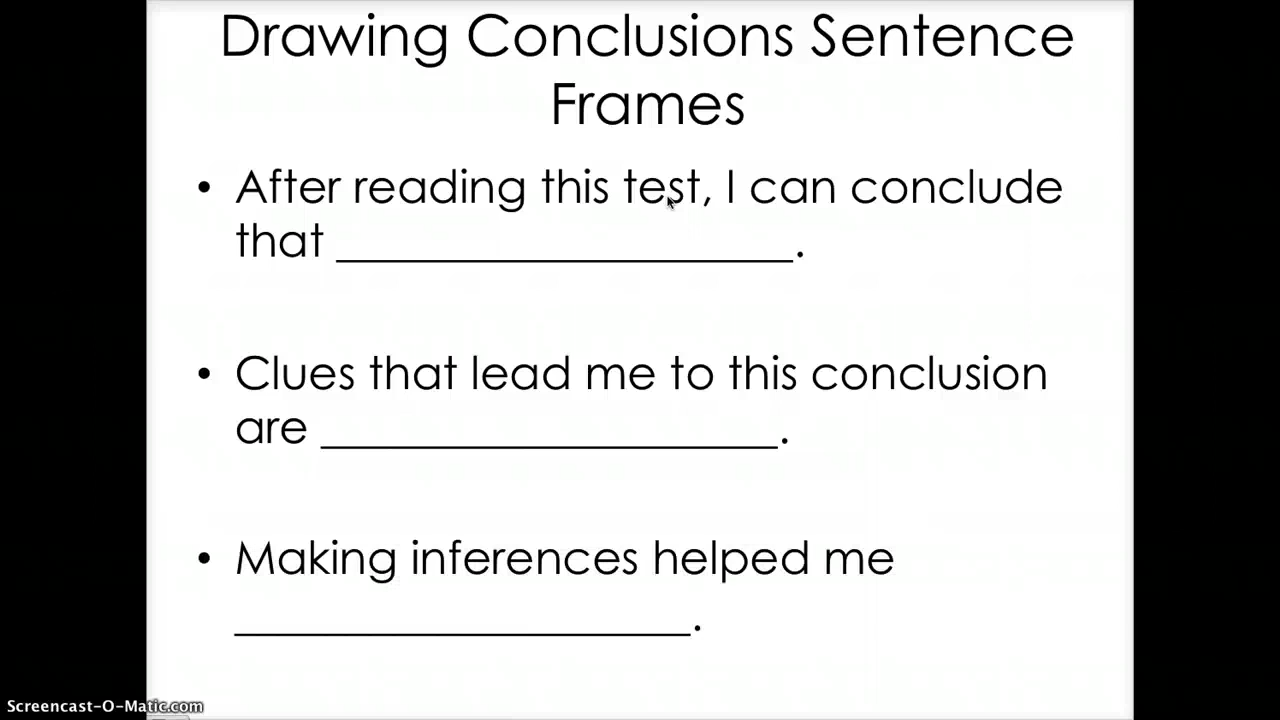 Drawing Conclusions Sentence
Frames
• After reading this test, I can conclude
that ____________________.
• Clues that lead me to this conclusion
are ____________________.
• Making inferences helped me
____________________.
Screencast-O-Matic.com